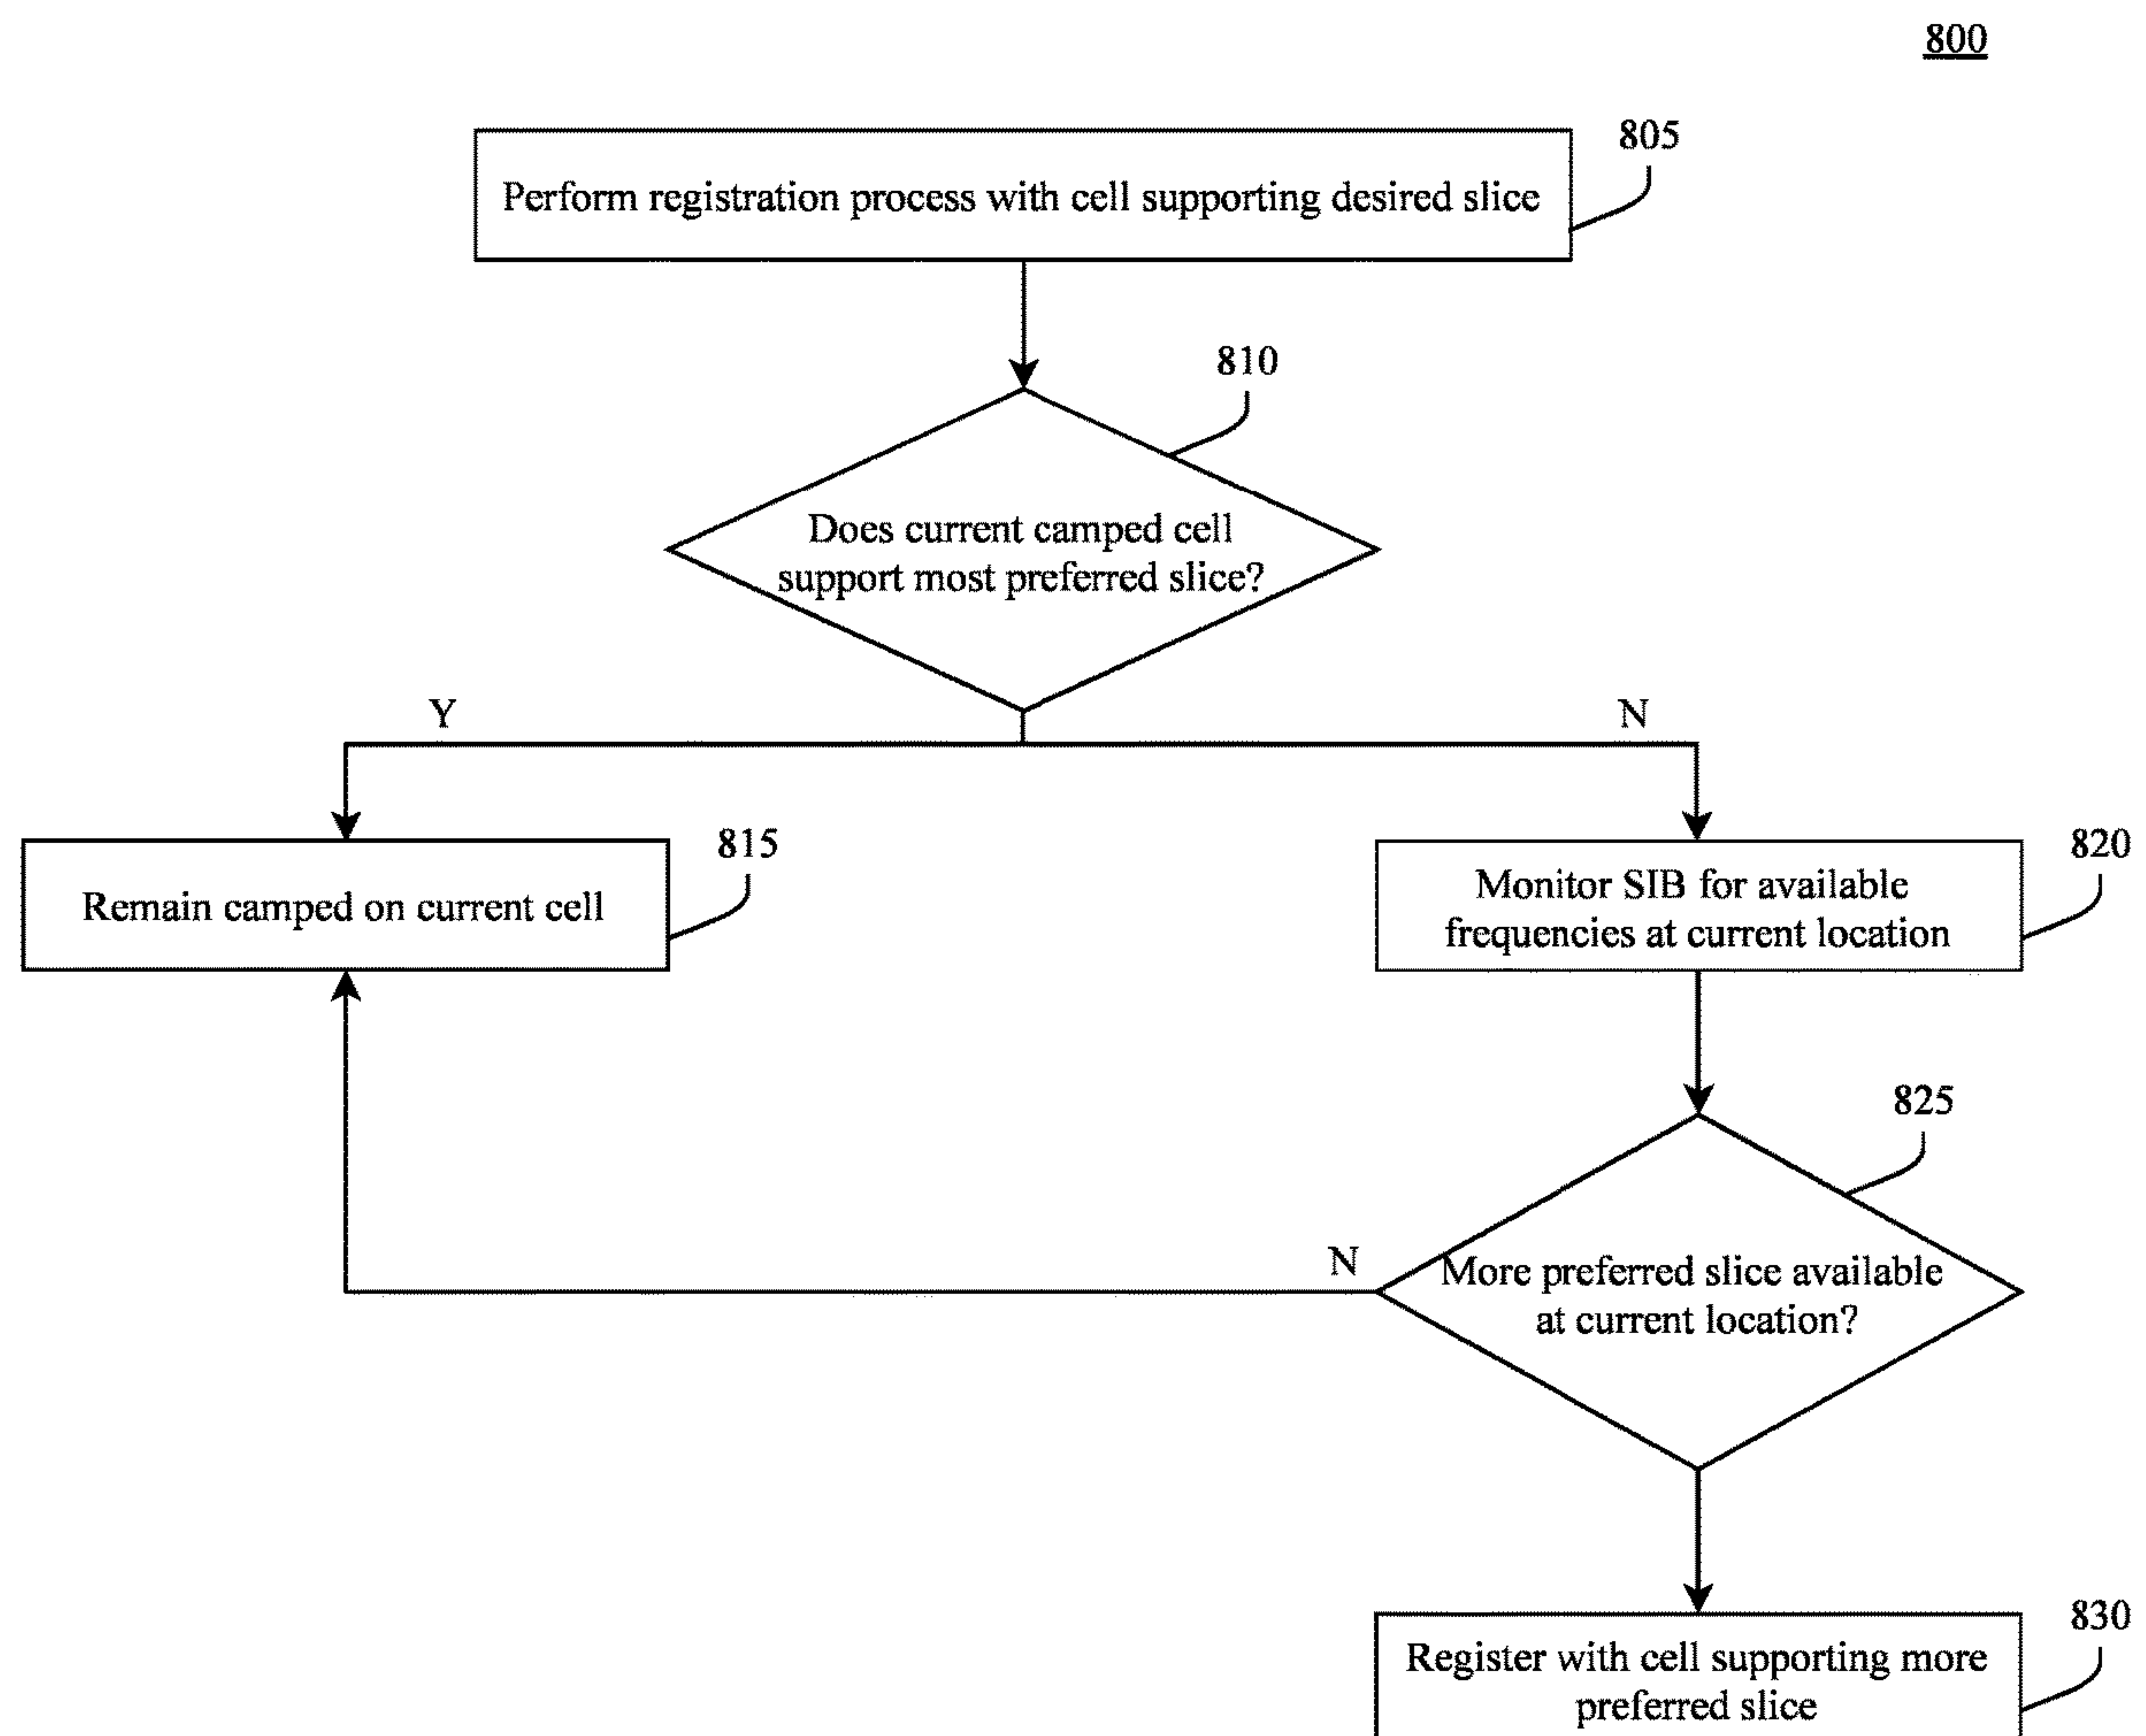 800
805
Perform registration process with cell supporting desired slice
810
Does current camped cell
support most preferred slice?
Y
N
815
Remain camped on current cell
820
Monitor SIB for available
frequencies at current location
825
More preferred slice available
at current location?
N
830
Register with cell supporting more
preferred slice